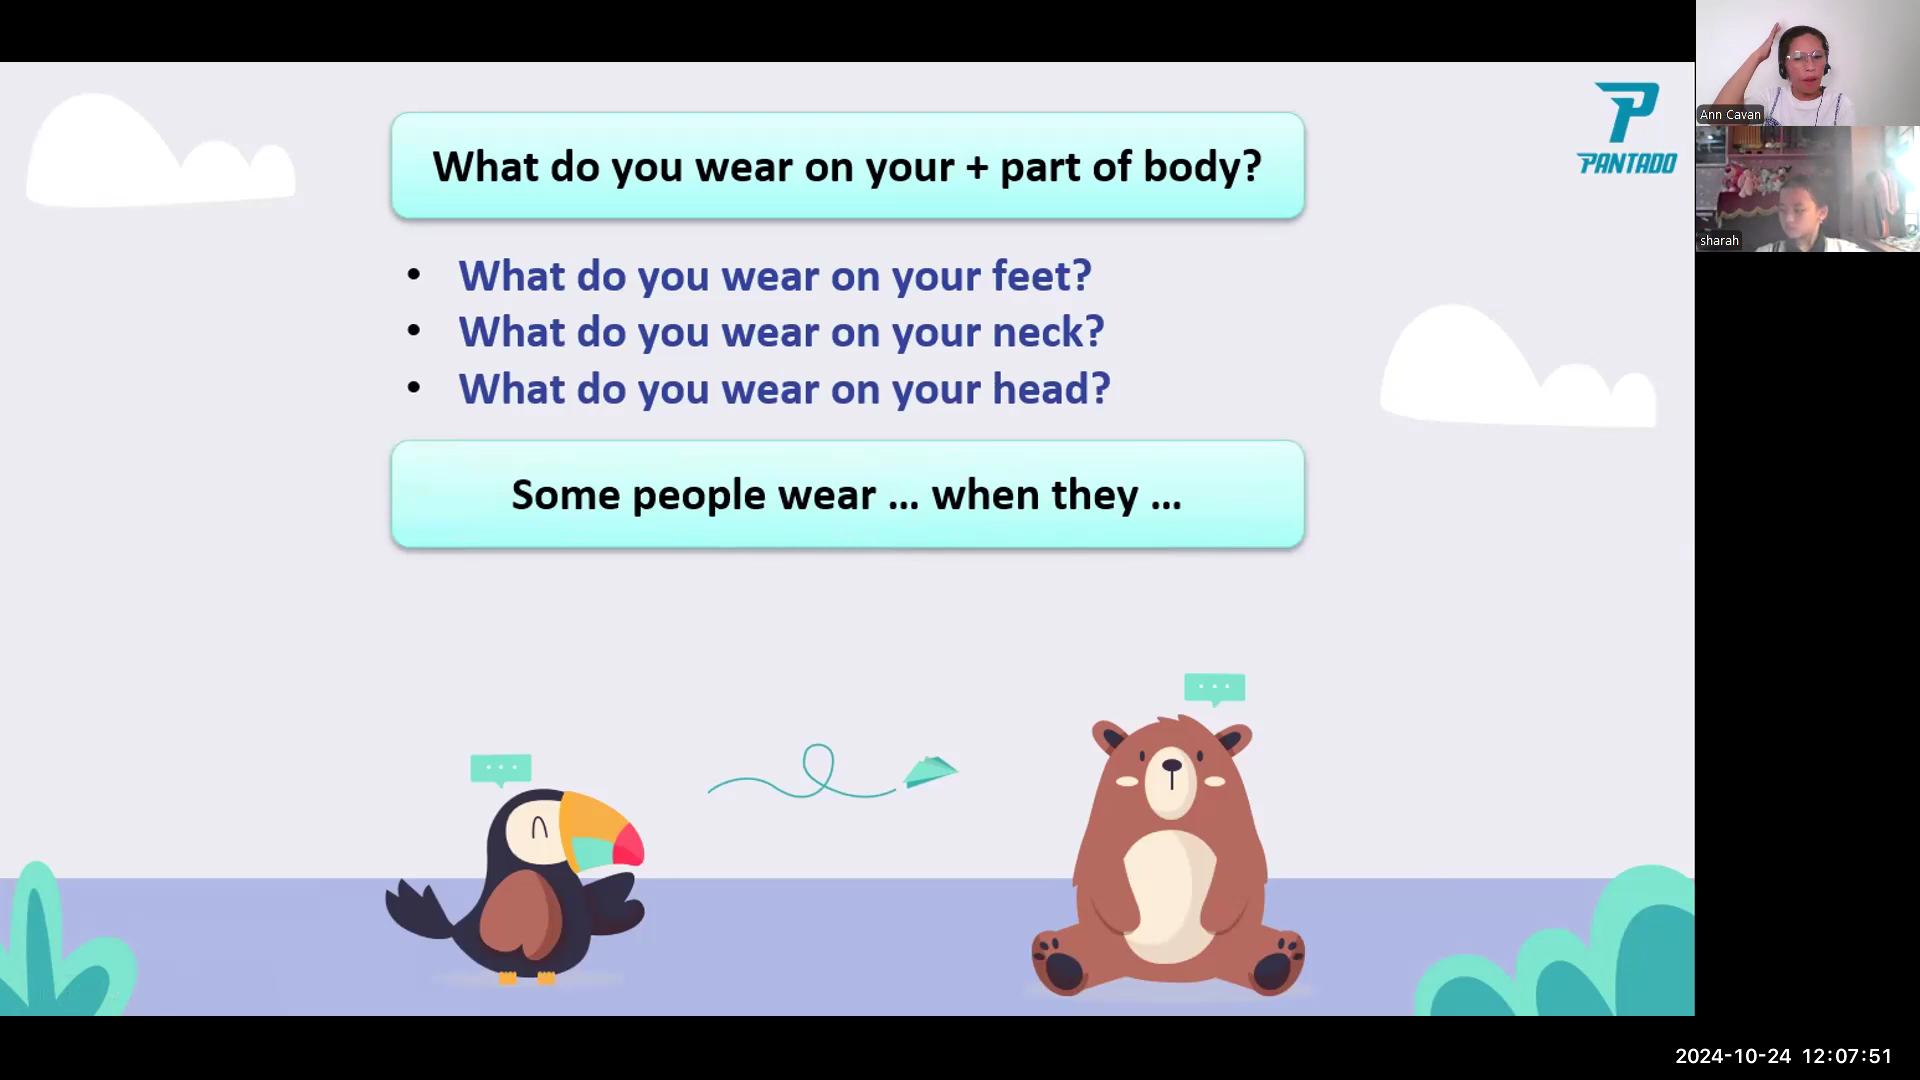 What do you wear on your + part of body?
• What do you wear on your feet?
• What do you wear on your neck?
• What do you wear on your head?
Some people wear ... when they ...
PANTADO
Ann Cavan
sharah
2024-10-24 12:07:51